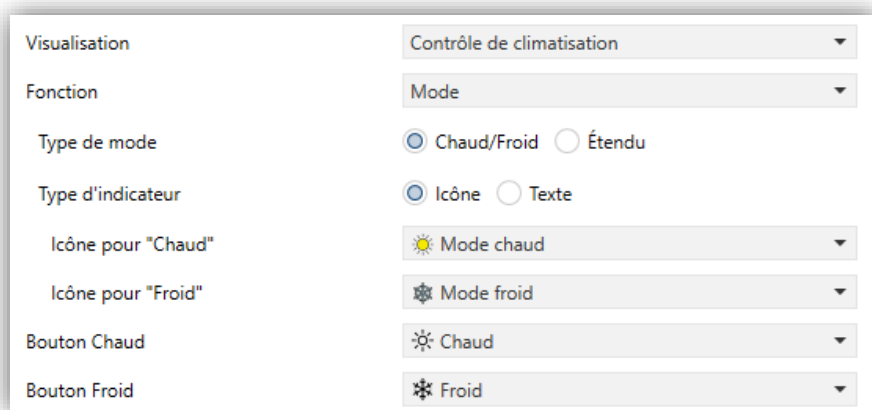 Visualisation Contrôle de climatisation
Fonction Mode
Type de mode Chaud/Froid Étendu
Type d'indicateur Icône Texte
Icône pour "Chaud" Mode chaud
Icône pour "Froid" Mode froid
Bouton Chaud Chaud
Bouton Froid Froid